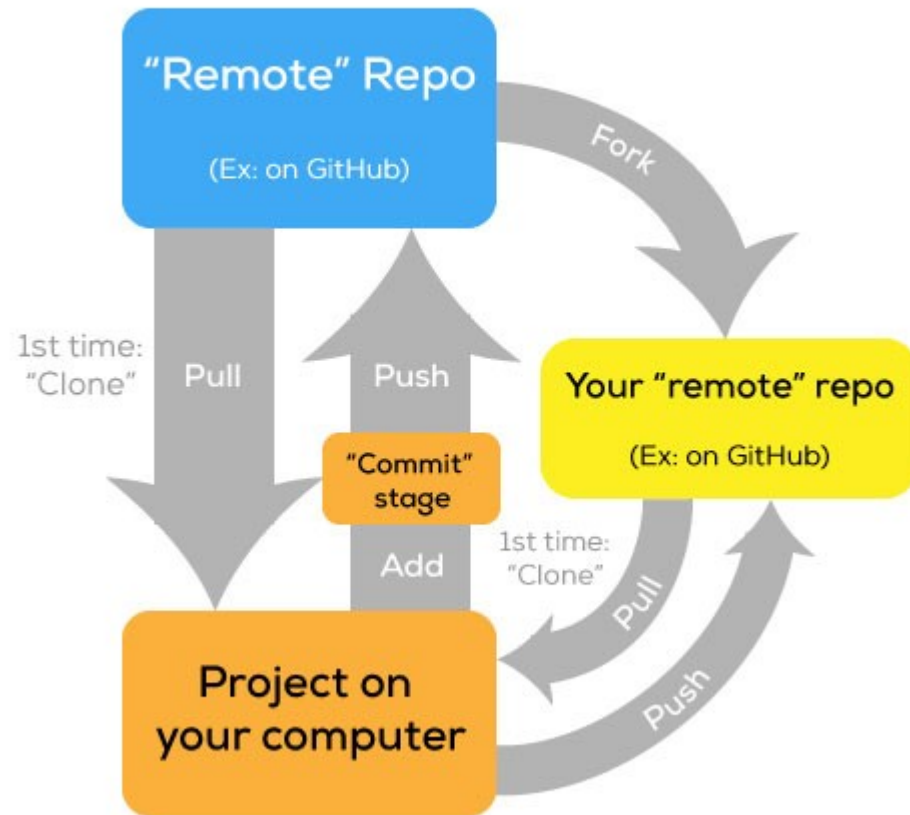 “Remote” Repo
(Ex: on GitHub)
Fork
1st time:
“Clone”
Pull
Push
“Commit”
stage
Add
Your “remote” repo
(Ex: on GitHub)
1st time:
“Clone”
Pull
Push
Project on
your computer